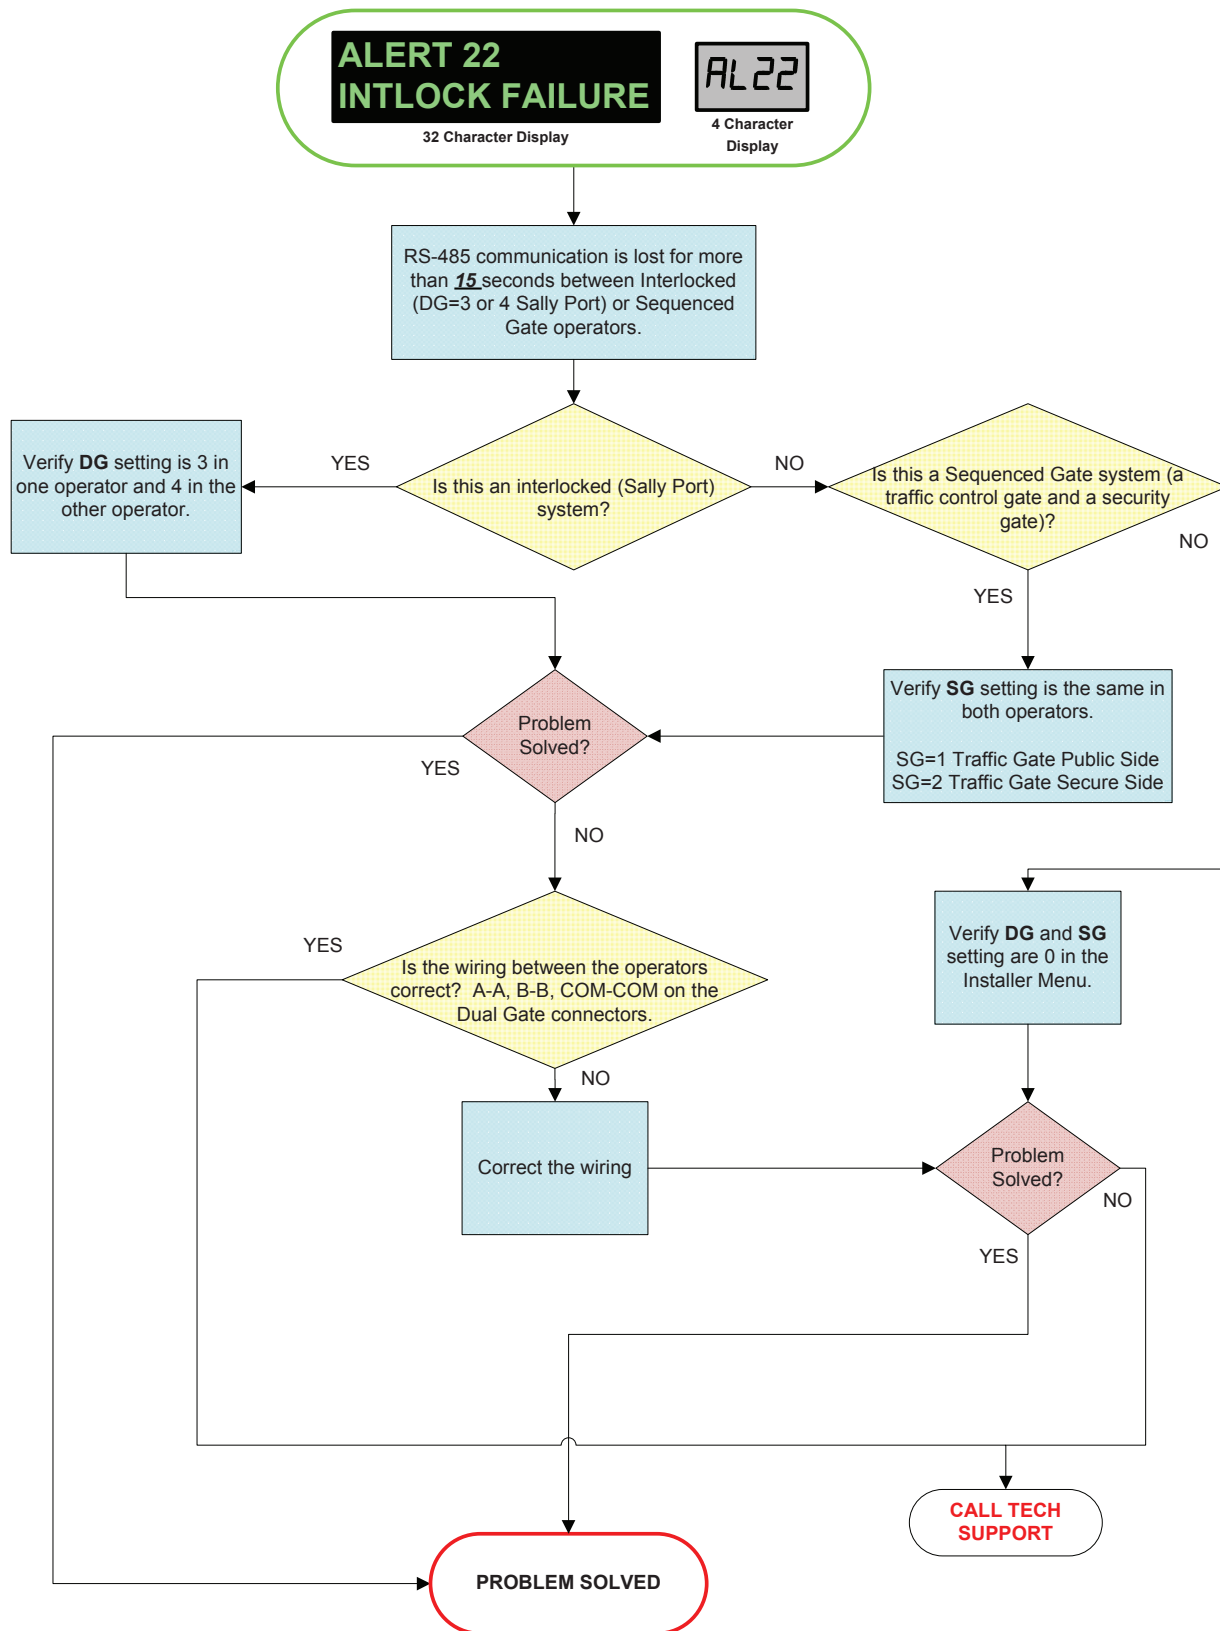 ALERT 22
INTLOCK FAILURE
32 Character Display
AL22
4 Character
Display
RS-485 communication is lost for more
than 15 seconds between Interlocked
(DG=3 or 4 Sally Port) or Sequenced
Gate operators.
Verify DG setting is 3 in
one operator and 4 in the
other operator.
YES
Is this an interlocked (Sally Port)
system?
NO
Is this a Sequenced Gate system (a
traffic control gate and a security
gate)?
NO
YES
Verify SG setting is the same in
both operators.
SG=1 Traffic Gate Public Side
SG=2 Traffic Gate Secure Side
Problem
Solved?
YES
NO
YES
Is the wiring between the operators
correct? A-A, B-B, COM-COM on the
Dual Gate connectors.
NO
Verify DG and SG
setting are 0 in the
Installer Menu.
Correct the wiring
Problem
Solved?
NO
YES
CALL TECH
SUPPORT
PROBLEM SOLVED